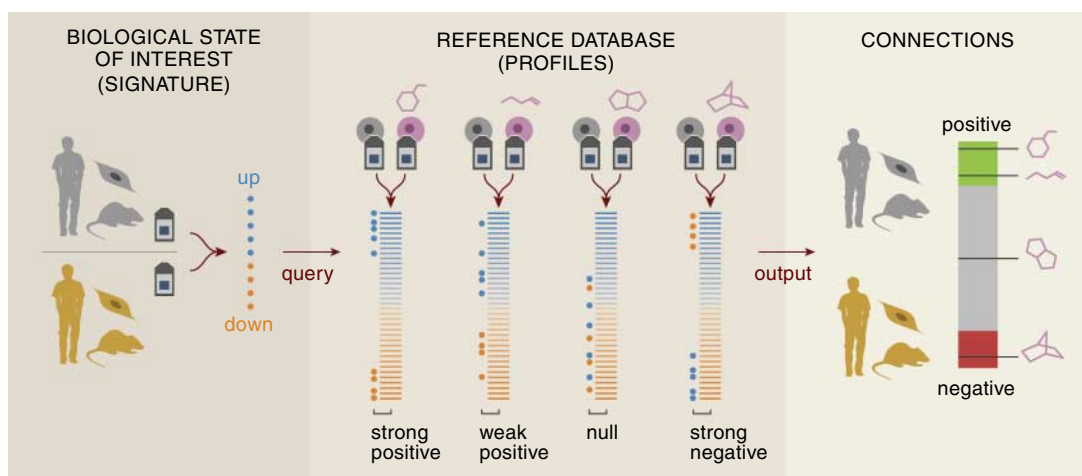 BIOLOGICAL STATE
OF INTEREST
(SIGNATURE)
up
down
query
REFERENCE DATABASE
(PROFILES)
strong
positive
weak
positive
null
strong
negative
output
CONNECTIONS
positive
negative